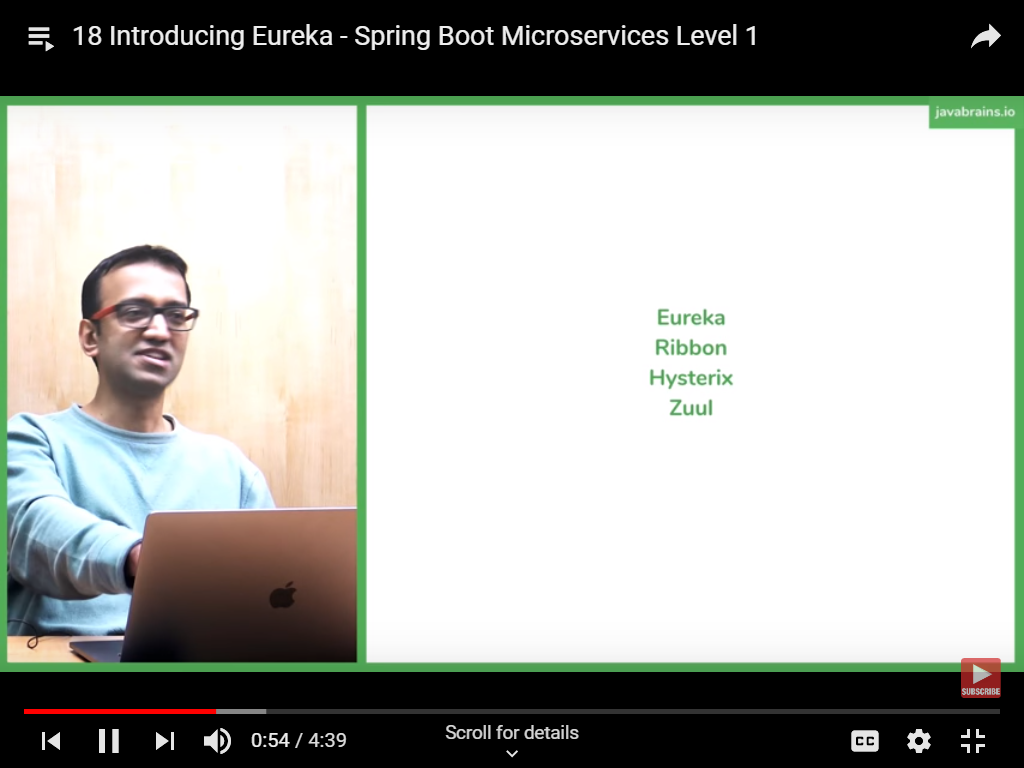 18 Introducing Eureka - Spring Boot Microservices Level 1
javabrains.io
Eureka
Ribbon
Hysterix
Zuul
SUBSCRIBE
0:54 / 4:39
Scroll for details
CC